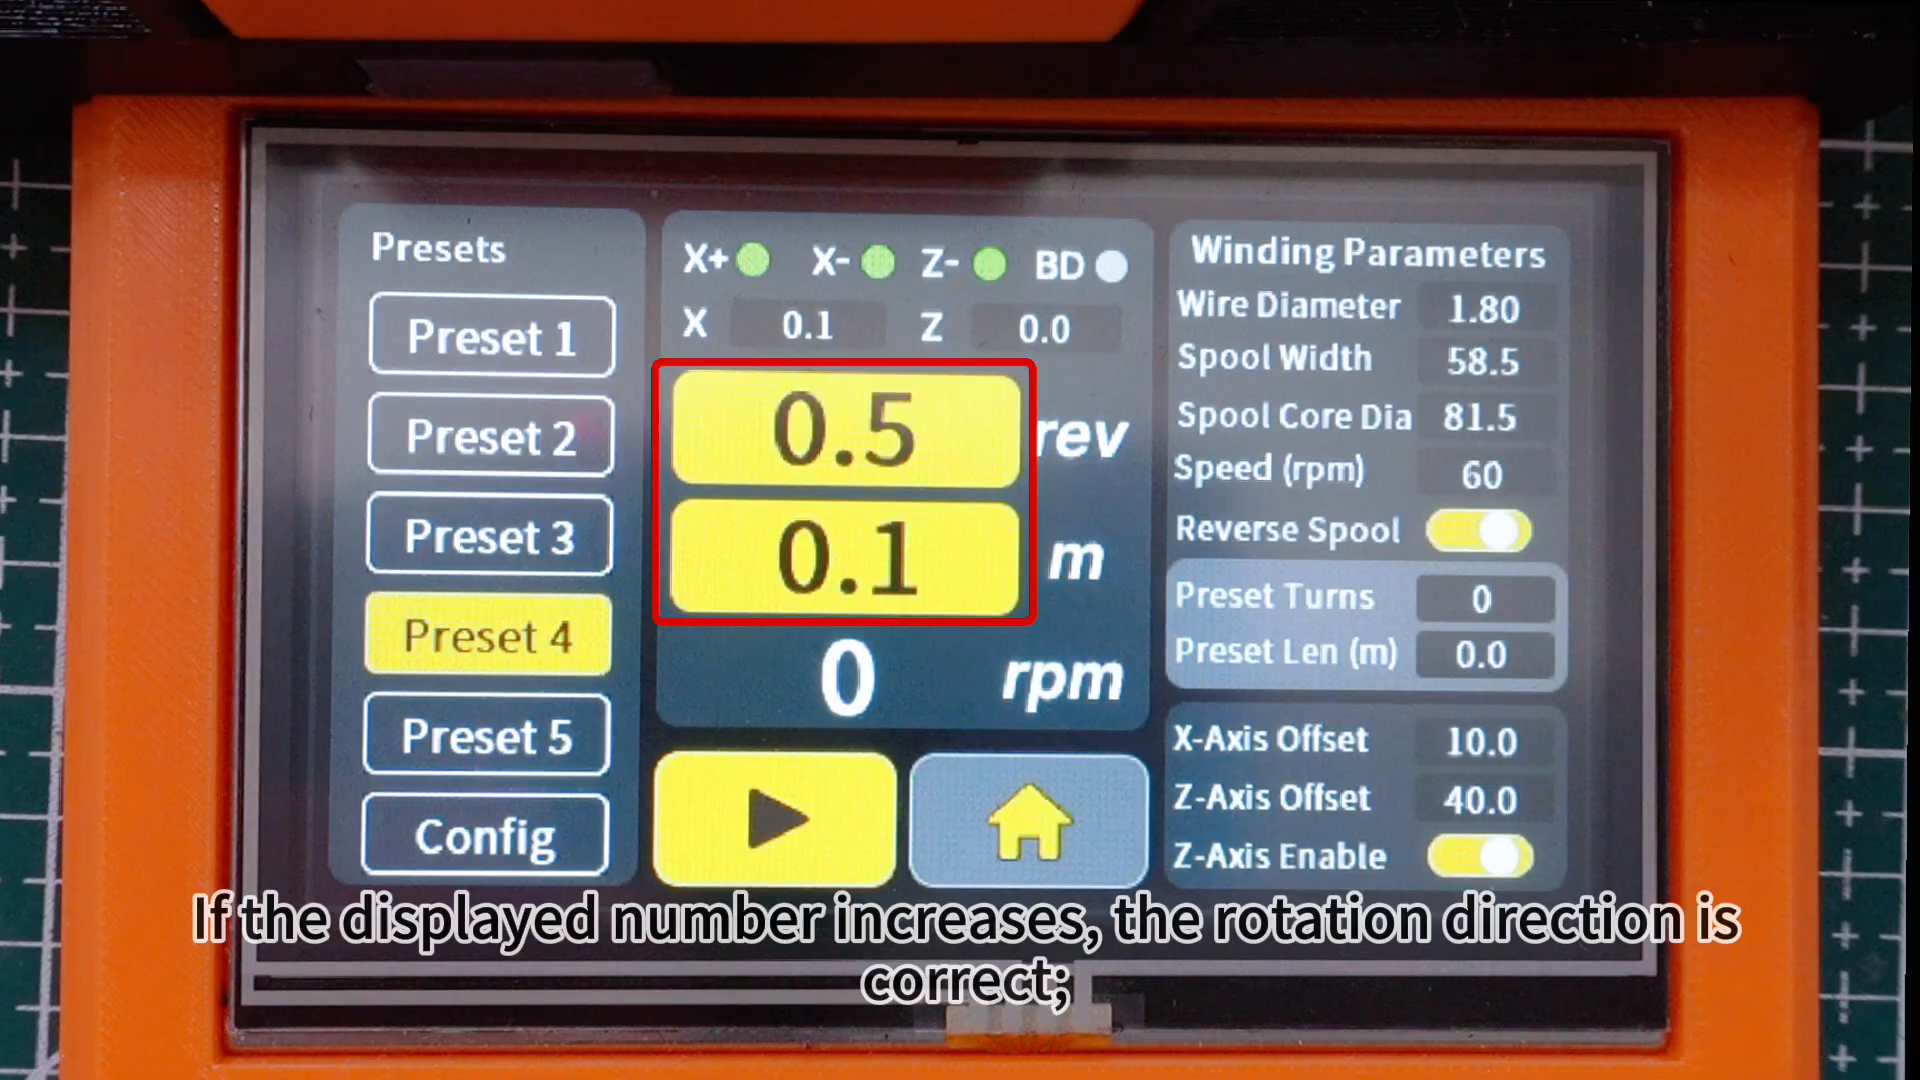 Presets
Preset 1
Preset 2
Preset 3
Preset 4
Preset 5
Config
X+ X- Z- BD
X 0.1 Z 0.0
0.5 rev
0.1 m
0 rpm
Winding Parameters
Wire Diameter 1.80
Spool Width 58.5
Spool Core Dia 81.5
Speed (rpm) 60
Reverse Spool
Preset Turns 0
Preset Len (m) 0.0
X-Axis Offset 10.0
Z-Axis Offset 40.0
Z-Axis Enable
If the displayed number increases, the rotation direction is
correct;